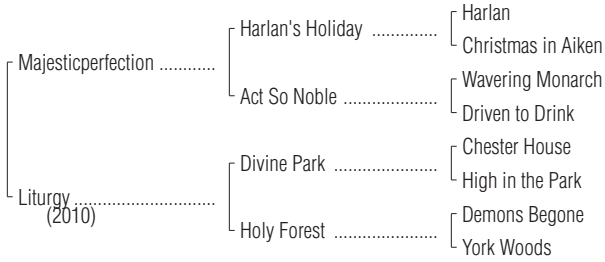 Harlan
Harlan's Holiday ..............
Christmas in Aiken
Majesticperfection ............
Wavering Monarch
Act So Noble ....................
Driven to Drink
Chester House
Divine Park ......................
High in the Park
Liturgy ..............................
(2010)
Demons Begone
Holy Forest ......................
York Woods